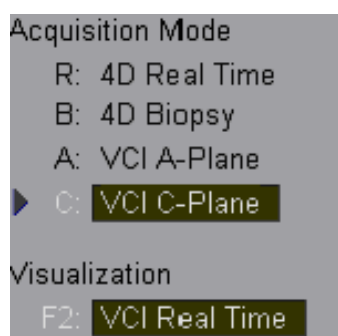 Acquisition Mode
R: 4D Real Time
B: 4D Biopsy
A: VCI A-Plane
C: VCI C-Plane
Visualization
F2: VCI Real Time